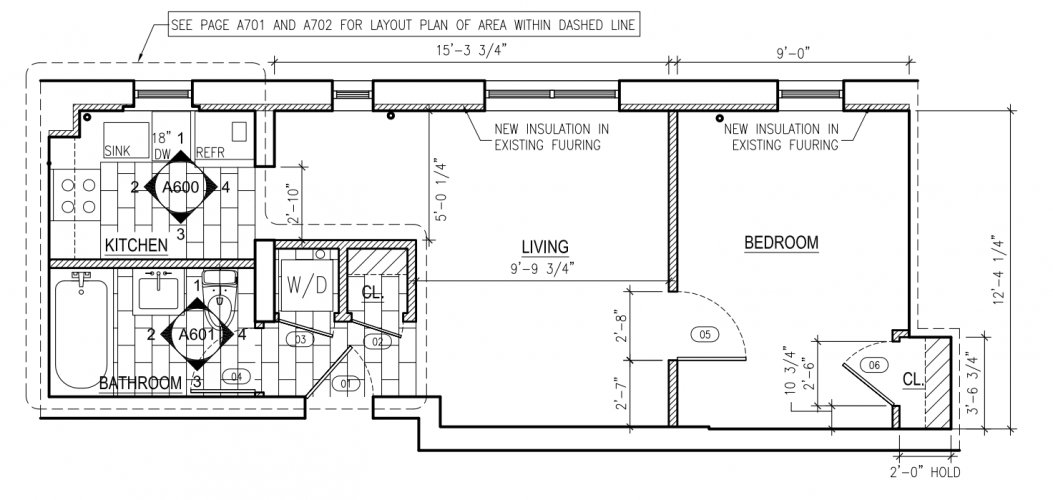 SEE PAGE A701 AND A702 FOR LAYOUT PLAN OF AREA WITHIN DASHED LINE
15'-3 3/4"
9'-0"
NEW INSULATION IN
EXISTING FUURING
NEW INSULATION IN
EXISTING FUURING
SINK
18"
DW
REFR
1
2
A600
4
3
KITCHEN
2'-10"
5'-0 1/4"
LIVING
9'-9 3/4"
BEDROOM
12'-4 1/4"
W/D
CL.
1
2
A601
4
3
BATHROOM
03
02
04
01
2'-8"
05
2'-7"
10 3/4"
2'-6"
06
CL.
3'-6 3/4"
2'-0" HOLD